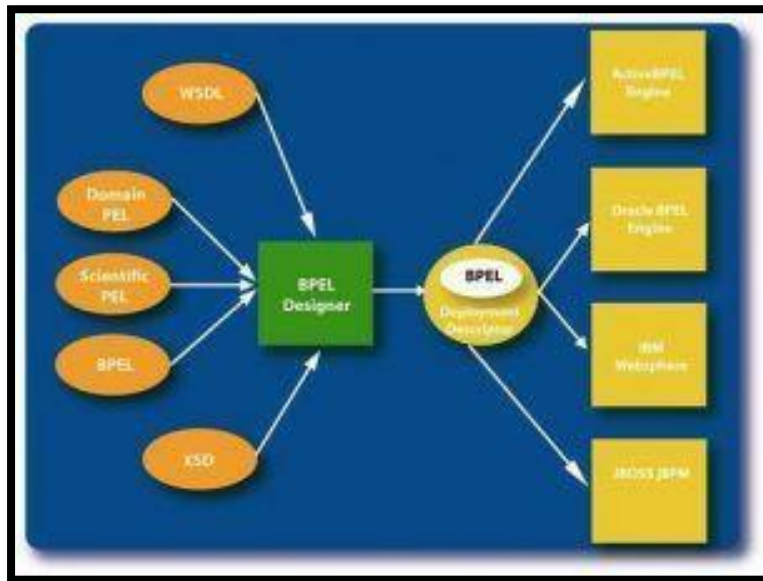 WSDL
Domain
PEL
Scientific
PEL
BPEL
XSD
BPEL
Designer
BPEL
Deployment
Descriptor
ActiveBPEL
Engine
Oracle BPEL
Engine
IBM
Websphere
JBOSS JBPM